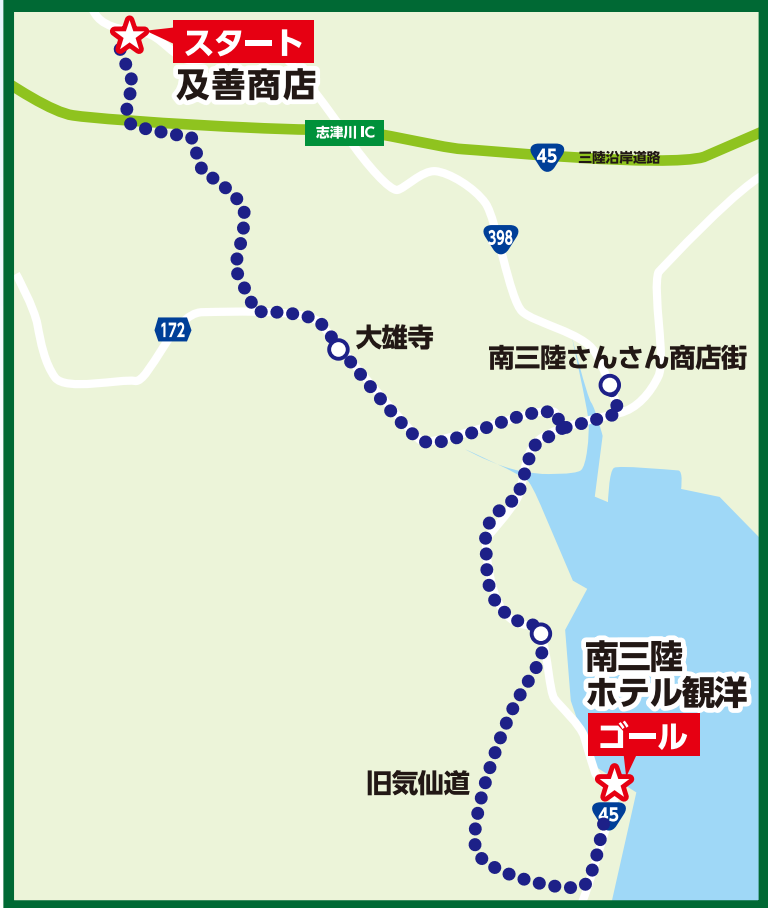 スタート
及善商店
志津川IC
45
三陸沿岸道路
398
172
大雄寺
南三陸さんさん商店街
南三陸
ホテル観洋
ゴール
旧気仙道
45